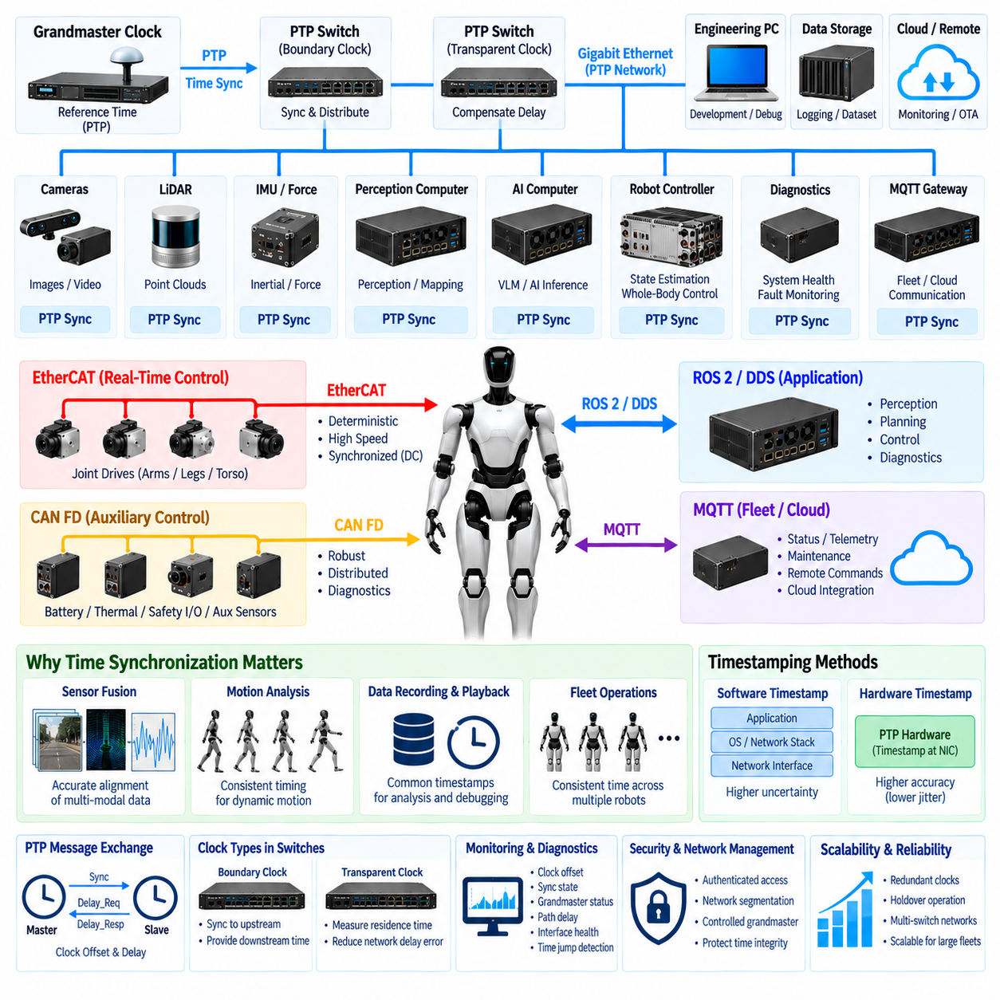 Grandmaster Clock
Reference Time
(PTP)
PTP
Time Sync
PTP Switch
(Boundary Clock)
Sync & Distribute
PTP Switch
(Transparent Clock)
Compensate Delay
Gigabit Ethernet
(PTP Network)
Engineering PC
Development / Debug
Data Storage
Logging / Dataset
Cloud / Remote
Monitoring / OTA
Cameras
Images / Video
PTP Sync
LiDAR
Point Clouds
PTP Sync
IMU / Force
Inertial / Force
PTP Sync
Perception Computer
Perception / Mapping
PTP Sync
AI Computer
VLM / AI Inference
PTP Sync
Robot Controller
State Estimation
Whole-Body Control
PTP Sync
Diagnostics
System Health
Fault Monitoring
PTP Sync
MQTT Gateway
Fleet / Cloud
Communication
PTP Sync
EtherCAT (Real-Time Control)
Joint Drives (Arms / Legs / Torso)
EtherCAT
• Deterministic
• High Speed
• Synchronized (DC)
ROS 2 / DDS
ROS 2 / DDS (Application)
• Perception
• Planning
• Control
• Diagnostics
CAN FD (Auxiliary Control)
Battery / Thermal / Safety I/O / Aux Sensors
CAN FD
• Robust
• Distributed
• Diagnostics
MQTT
MQTT (Fleet / Cloud)
• Status / Telemetry
• Maintenance
• Remote Commands
• Cloud Integration
Why Time Synchronization Matters
Sensor Fusion
Accurate alignment
of multi-modal data
Motion Analysis
Consistent timing
for dynamic motion
Data Recording & Playback
Common timestamps
for analysis and debugging
Fleet Operations
Consistent time across
multiple robots
Timestamping Methods
Software Timestamp
Application
OS / Network Stack
Network Interface
Higher uncertainty
Hardware Timestamp
PTP Hardware
(Timestamp at NIC)
Higher accuracy
(lower jitter)
PTP Message Exchange
Sync
Delay_Req
Delay_Resp
Master
Slave
Clock Offset & Delay
Clock Types in Switches
Boundary Clock
• Sync to upstream
• Provide downstream time
Transparent Clock
• Measure residence time
• Reduce network delay error
Monitoring & Diagnostics
• Clock offset
• Sync state
• Grandmaster status
• Path delay
• Interface health
• Time jump detection
Security & Network Management
• Authenticated access
• Network segmentation
• Controlled grandmaster
• Protect time integrity
Scalability & Reliability
• Redundant clocks
• Holdover operation
• Multi-switch networks
• Scalable for large fleets